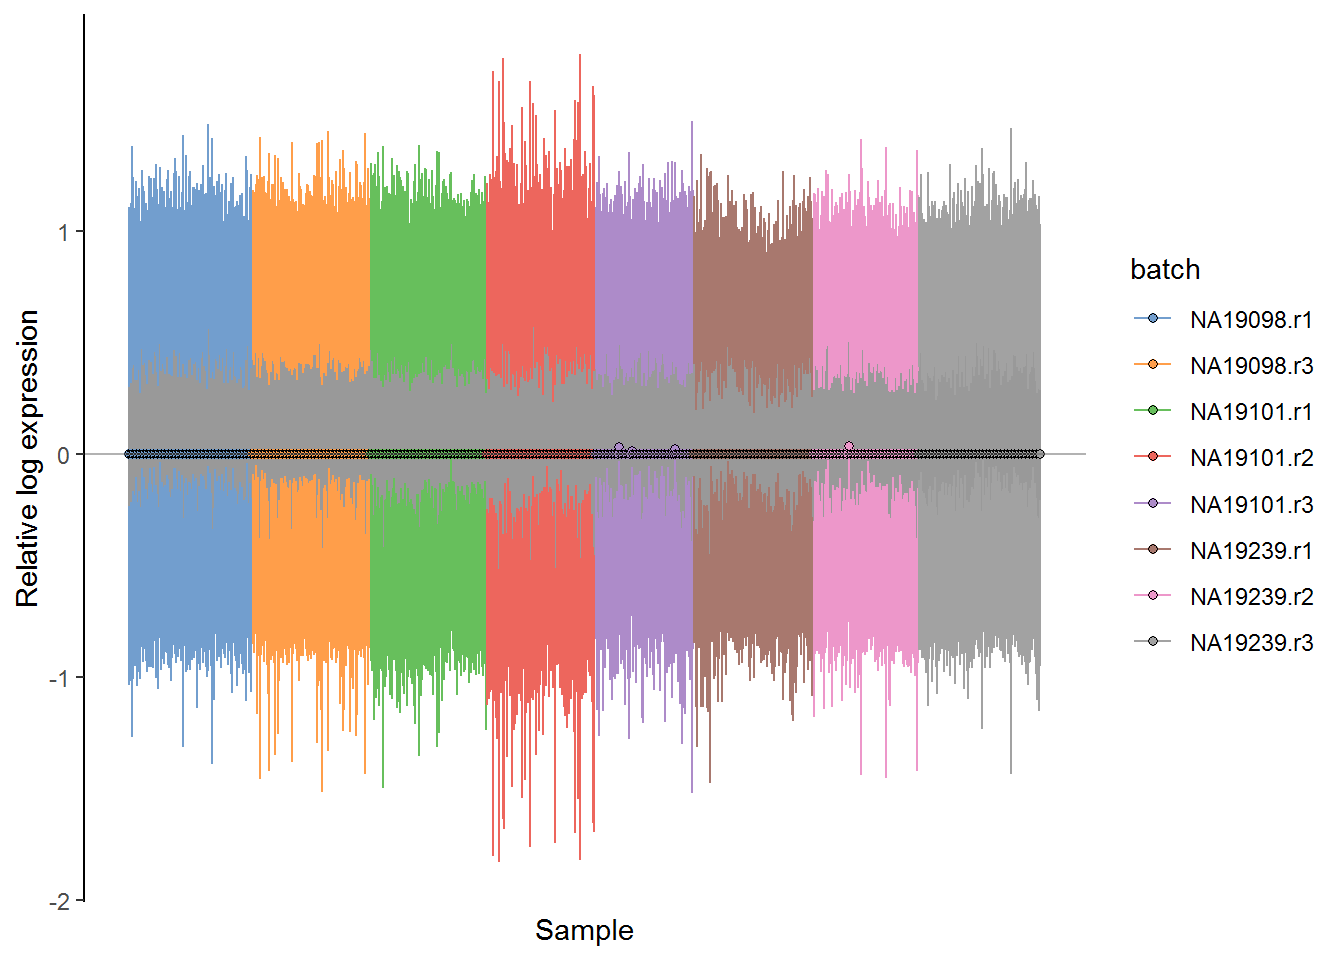 Relative log expression
1
0
-1
-2
Sample
batch
NA19098.r1
NA19098.r3
NA19101.r1
NA19101.r2
NA19101.r3
NA19239.r1
NA19239.r2
NA19239.r3